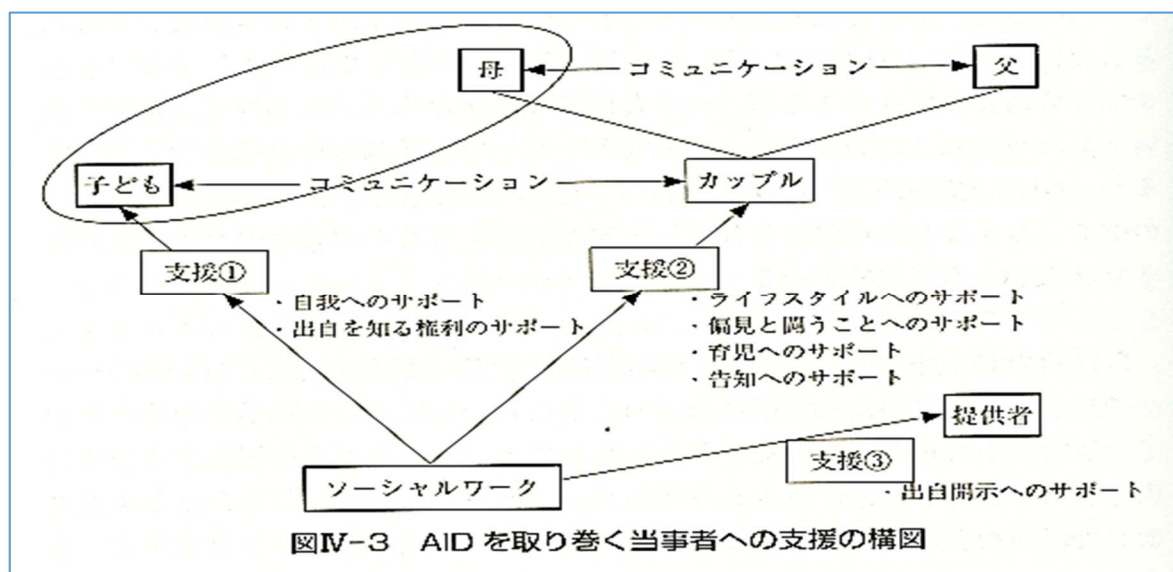 母 コミュニケーション 父
子ども コミュニケーション カップル
支援① 支援②
・自我へのサポート
・出自を知る権利のサポート
・ライフスタイルへのサポート
・偏見と闘うことへのサポート
・育児へのサポート
・告知へのサポート
提供者
支援③
ソーシャルワーク
・出自開示へのサポート
図Ⅳ-3 AIDを取り巻く当事者への支援の構図